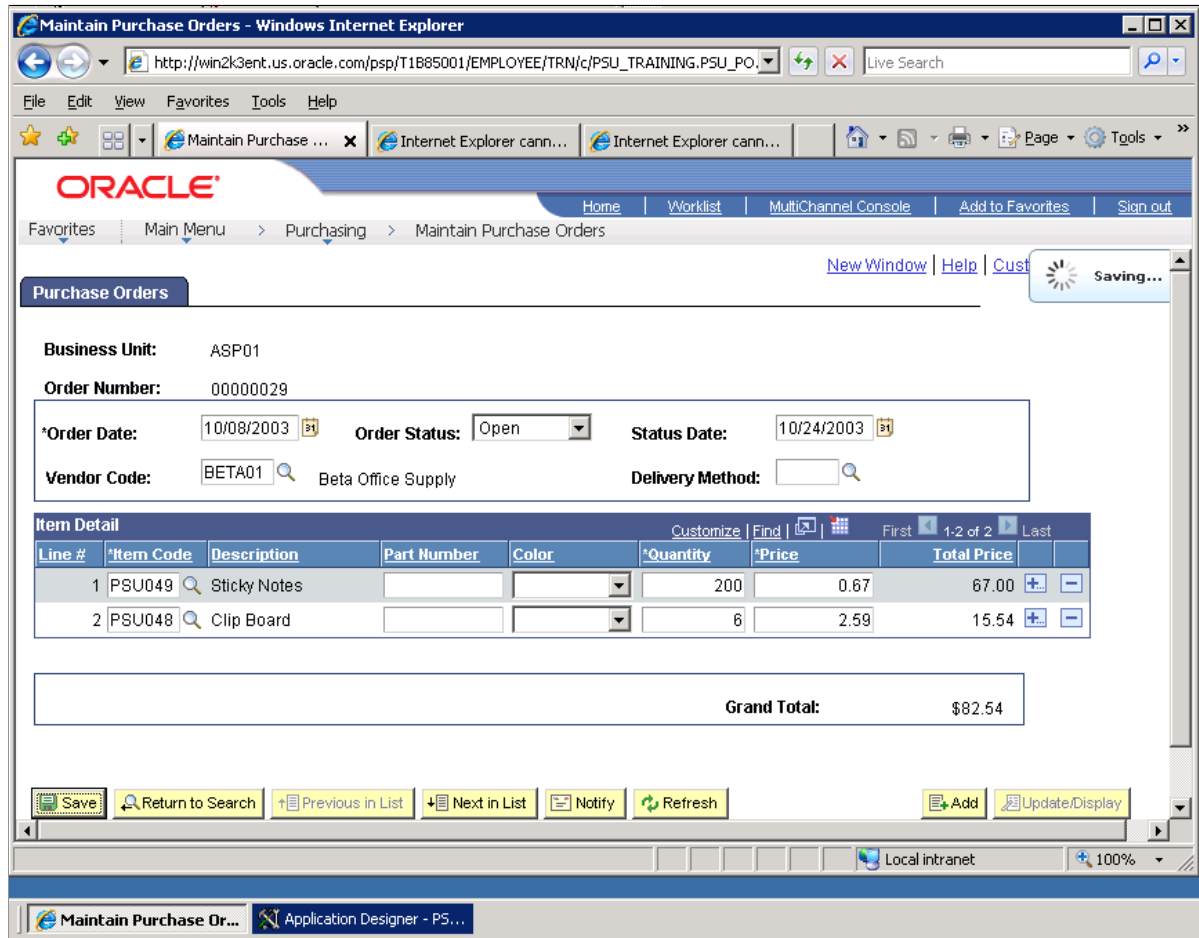 Maintain Purchase Orders - Windows Internet Explorer
http://win2k3ent.us.oracle.com/psp/T1B85001/EMPLOYEE/TRN/c/PSU_TRAINING.PSU_PO.
Live Search
File Edit View Favorites Tools Help
Maintain Purchase ... Internet Explorer cann... Internet Explorer cann... Page Tools »
ORACLE
Home | Worklist | MultiChannel Console | Add to Favorites | Sign out
Favorites Main Menu > Purchasing > Maintain Purchase Orders
New Window | Help | Cust
Saving...
Purchase Orders
Business Unit: ASP01
Order Number: 00000029
*Order Date: 10/08/2003 31 Order Status: Open Status Date: 10/24/2003 31
Vendor Code: BETA01 Beta Office Supply Delivery Method:
Item Detail Customize | Find | | First 1-2 of 2 Last
Line # *Item Code Description Part Number Color *Quantity *Price Total Price
1 PSU049 Sticky Notes 200 0.67 67.00
2 PSU048 Clip Board 6 2.59 15.54
Grand Total: $82.54
Save Return to Search Previous in List Next in List Notify Refresh Add Update/Display
Local intranet 100%
Maintain Purchase Or... Application Designer - PS...